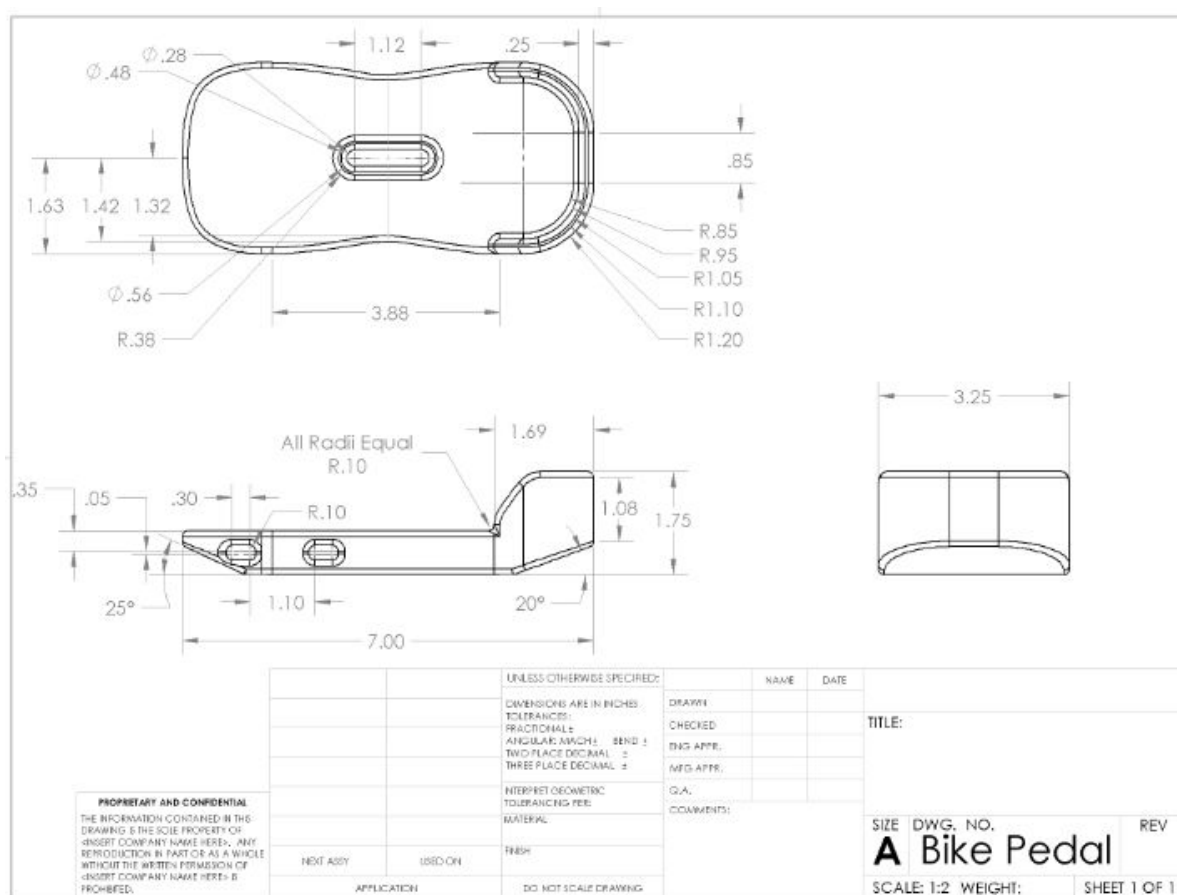 1.12
.25
∅.28
∅.48
.85
1.63
1.42
1.32
R.85
R.95
R1.05
R1.10
R1.20
∅.56
R.38
3.88
3.25
1.69
All Radii Equal
R.10
.35
.05
.30
R.10
1.08
1.75
25°
1.10
20°
7.00
UNLESS OTHERWISE SPECIFIED:
DIMENSIONS ARE IN INCHES
TOLERANCES:
FRACTIONAL ±
ANGULAR: MACH ± BEND ±
TWO PLACE DECIMAL ±
THREE PLACE DECIMAL ±
INTERPRET GEOMETRIC
TOLERANCING PER:
MATERIAL
FINISH
DO NOT SCALE DRAWING
NAME DATE
DRAWN
CHECKED
ENG APPR.
MFG APPR.
Q.A.
COMMENTS:
TITLE:
SIZE DWG. NO. REV
A Bike Pedal
SCALE: 1:2 WEIGHT: SHEET 1 OF 1
PROPRIETARY AND CONFIDENTIAL
THE INFORMATION CONTAINED IN THIS
DRAWING IS THE SOLE PROPERTY OF
<INSERT COMPANY NAME HERE>. ANY
REPRODUCTION IN PART OR AS A WHOLE
WITHOUT THE WRITTEN PERMISSION OF
<INSERT COMPANY NAME HERE> IS
PROHIBITED.
NEXT ASSY USED ON
APPLICATION